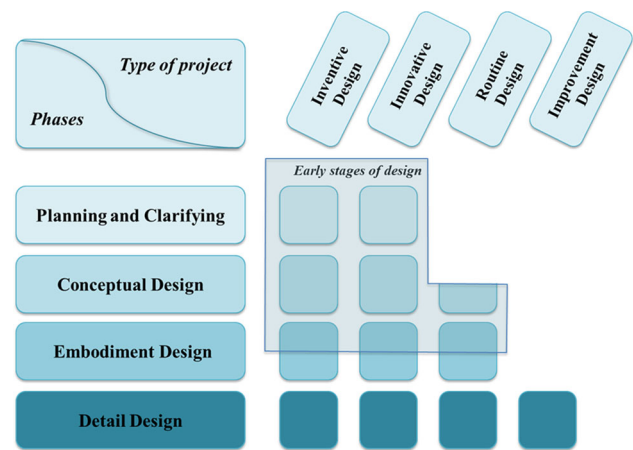 Type of project
Phases
Inventive
Design
Innovative
Design
Routine
Design
Improvement
Design
Early stages of design
Planning and Clarifying
Conceptual Design
Embodiment Design
Detail Design